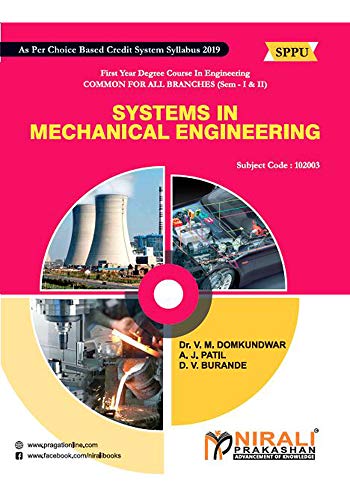 As Per Choice Based Credit System Syllabus 2019
SPPU
First Year Degree Course In Engineering
COMMON FOR ALL BRANCHES (Sem - I & II)
SYSTEMS IN
MECHANICAL ENGINEERING
Subject Code : 102003
Dr. V. M. DOMKUNDWAR
A. J. PATIL
D. V. BURANDE
www.pragationline.com
www.facebook.com/niralibooks
NIRALI®
PRAKASHAN
ADVANCEMENT OF KNOWLEDGE